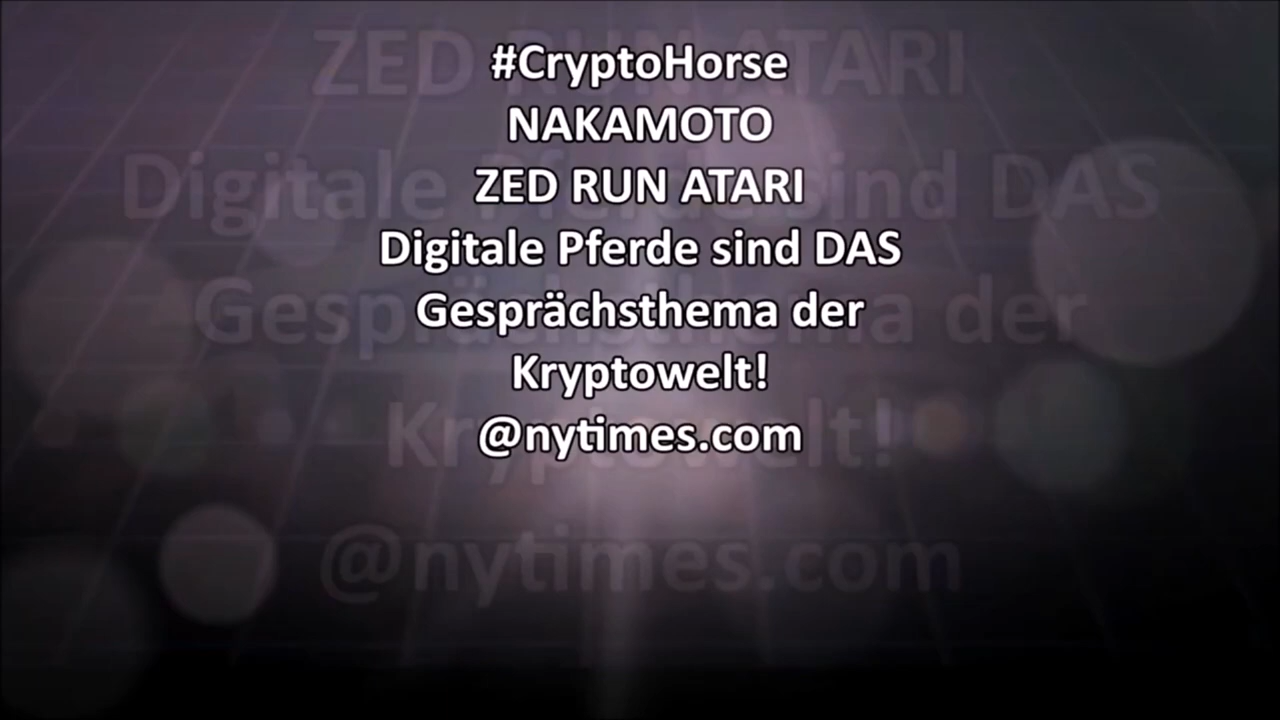 #CryptoHorse
NAKAMOTO
ZED RUN ATARI
Digitale Pferde sind DAS
Gesprächsthema der
Kryptowelt!
@nytimes.com